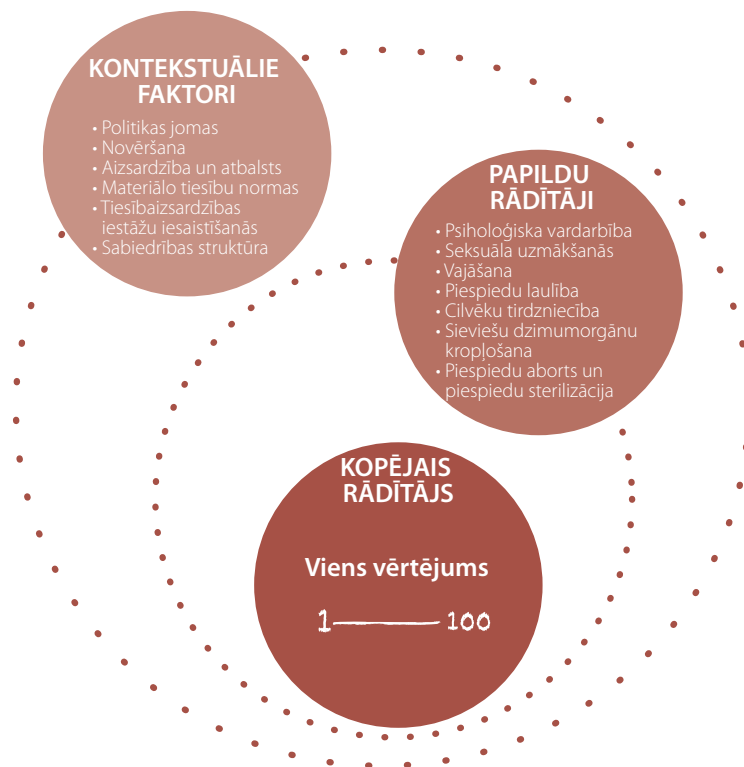 KONTEKSTUĀLIE
FAKTORI
• Politikas jomas
• Novēršana
• Aizsardzība un atbalsts
• Materiālo tiesību normas
• Tiesībaizsardzības
iestāžu iesaistīšanās
• Sabiedrības struktūra
PAPILDU
RĀDĪTĀJI
• Psiholoģiska vardarbība
• Seksuāla uzmākšanās
• Vajāšana
• Piespiedu laulība
• Cilvēku tirdzniecība
• Sieviešu dzimumorgānu
kropļošana
• Piespiedu aborts un
piespiedu sterilizācija
KOPĒJAIS
RĀDĪTĀJS
Viens vērtējums
1 100